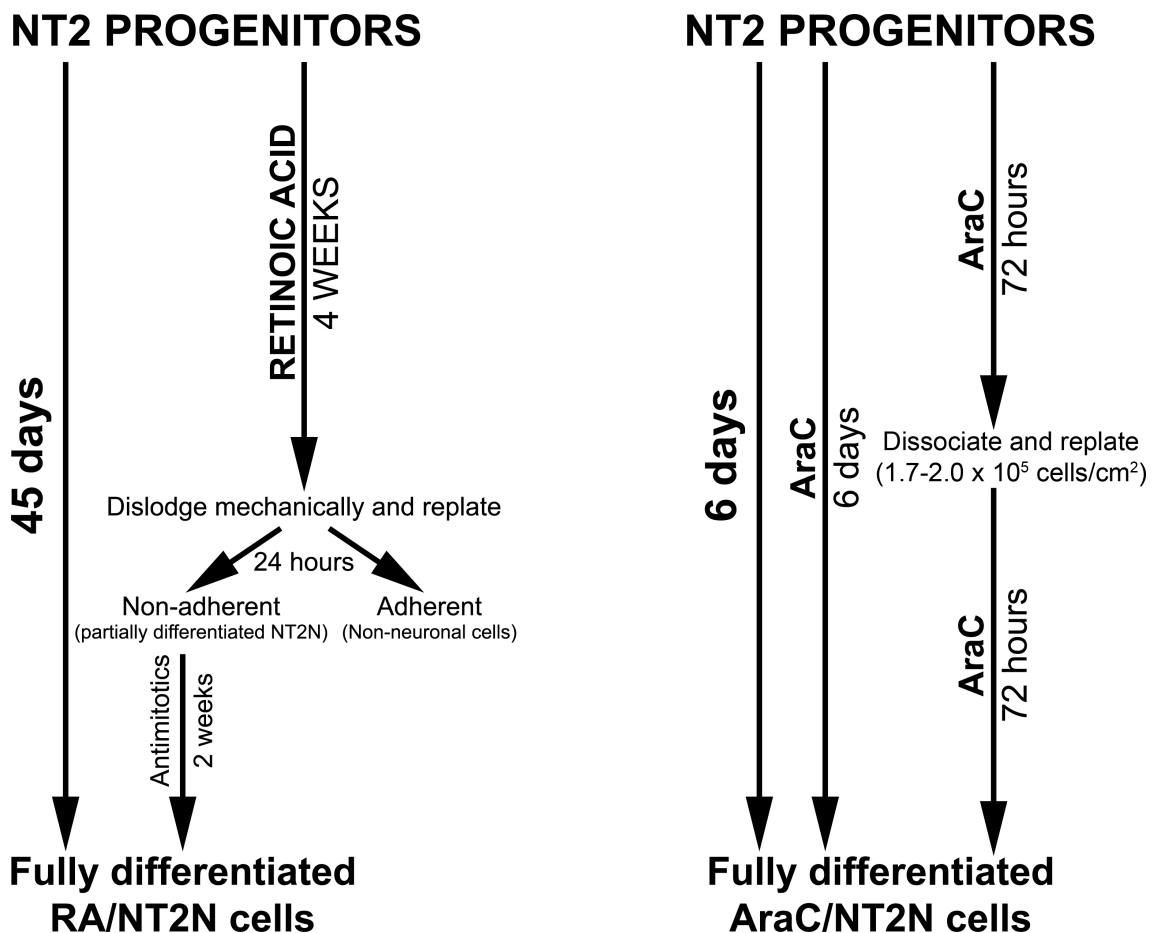 NT2 PROGENITORS
45 days
RETINOIC ACID
4 WEEKS
Dislodge mechanically and replate
24 hours
Non-adherent
(partially differentiated NT2N)
Adherent
(Non-neuronal cells)
Antimitotics
2 weeks
Fully differentiated
RA/NT2N cells
NT2 PROGENITORS
6 days
AraC
6 days
AraC
72 hours
Dissociate and replate
(1.7-2.0 x 10⁵ cells/cm²)
AraC
72 hours
Fully differentiated
AraC/NT2N cells